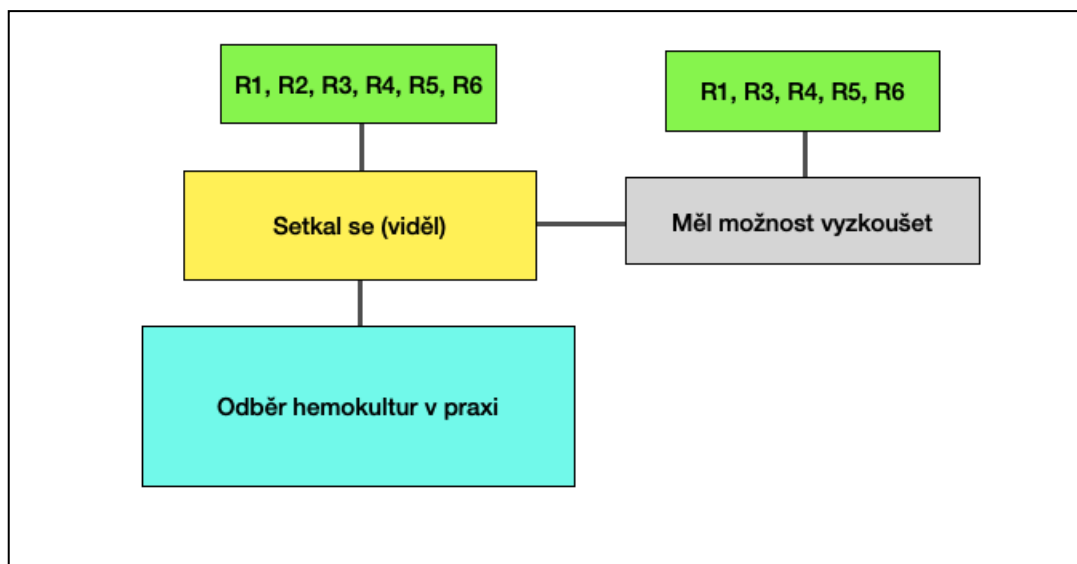 R1, R2, R3, R4, R5, R6
R1, R3, R4, R5, R6
Setkal se (viděl)
Měl možnost vyzkoušet
Odběr hemokultur v praxi